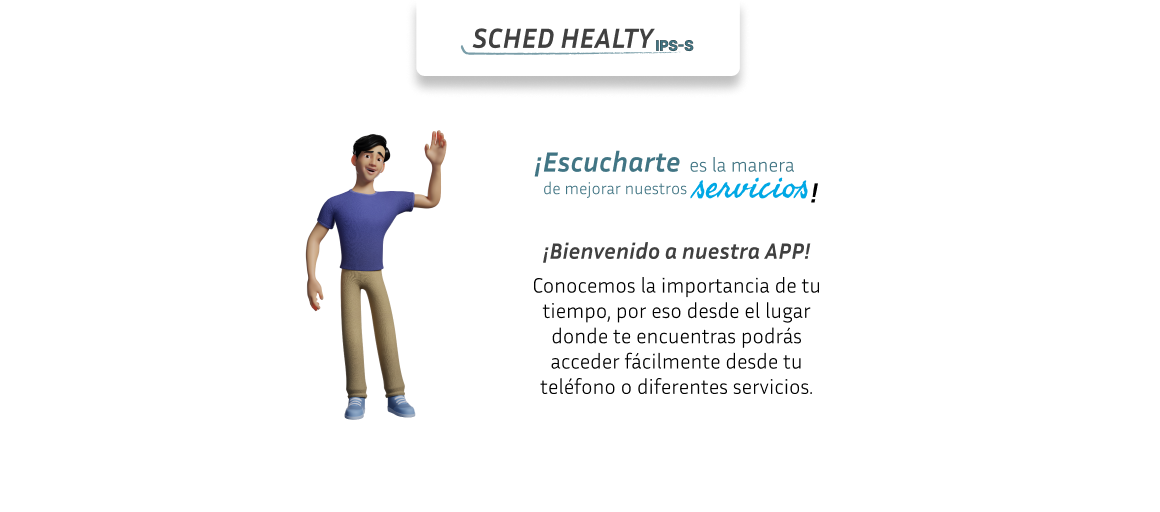 SCHED HEALTY IPS-S
¡Escucharte es la manera
de mejorar nuestros servicios!
¡Bienvenido a nuestra APP!
Conocemos la importancia de tu
tiempo, por eso desde el lugar
donde te encuentras podrás
acceder fácilmente desde tu
teléfono o diferentes servicios.